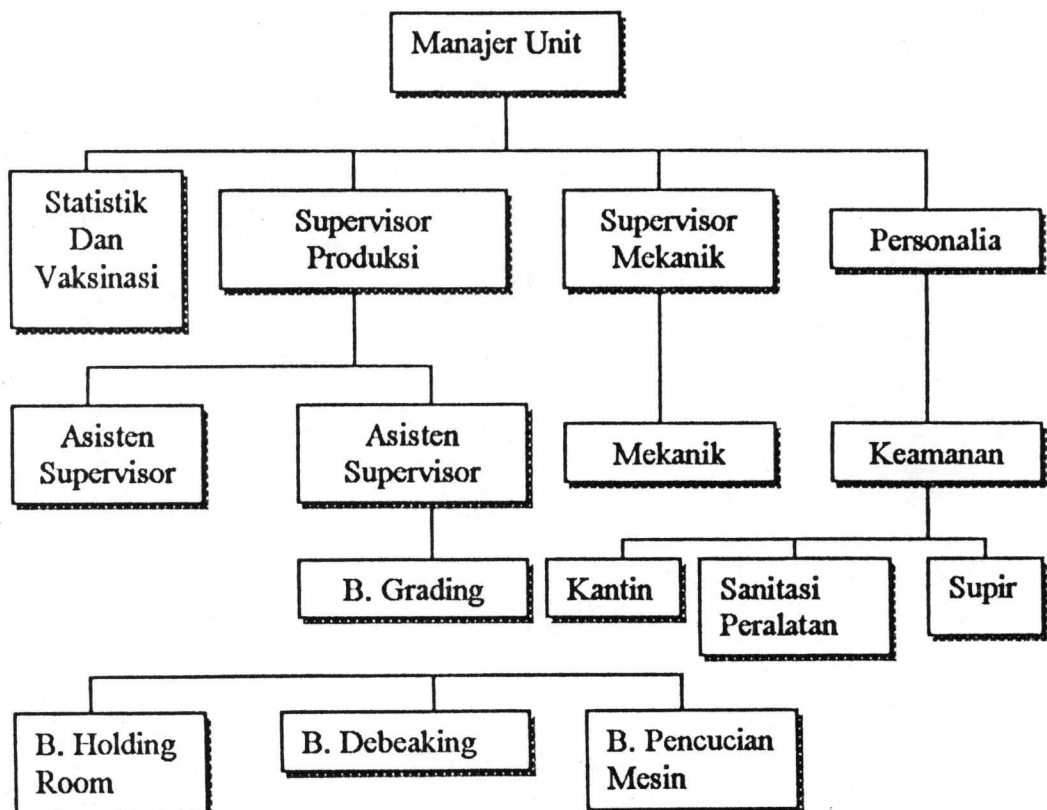 Manajer Unit
Statistik
Dan
Vaksinasi
Supervisor
Produksi
Supervisor
Mekanik
Personalia
Asisten
Supervisor
Asisten
Supervisor
Mekanik
Keamanan
B. Grading
Kantin
Sanitasi
Peralatan
Supir
B. Holding
Room
B. Debeaking
B. Pencucian
Mesin